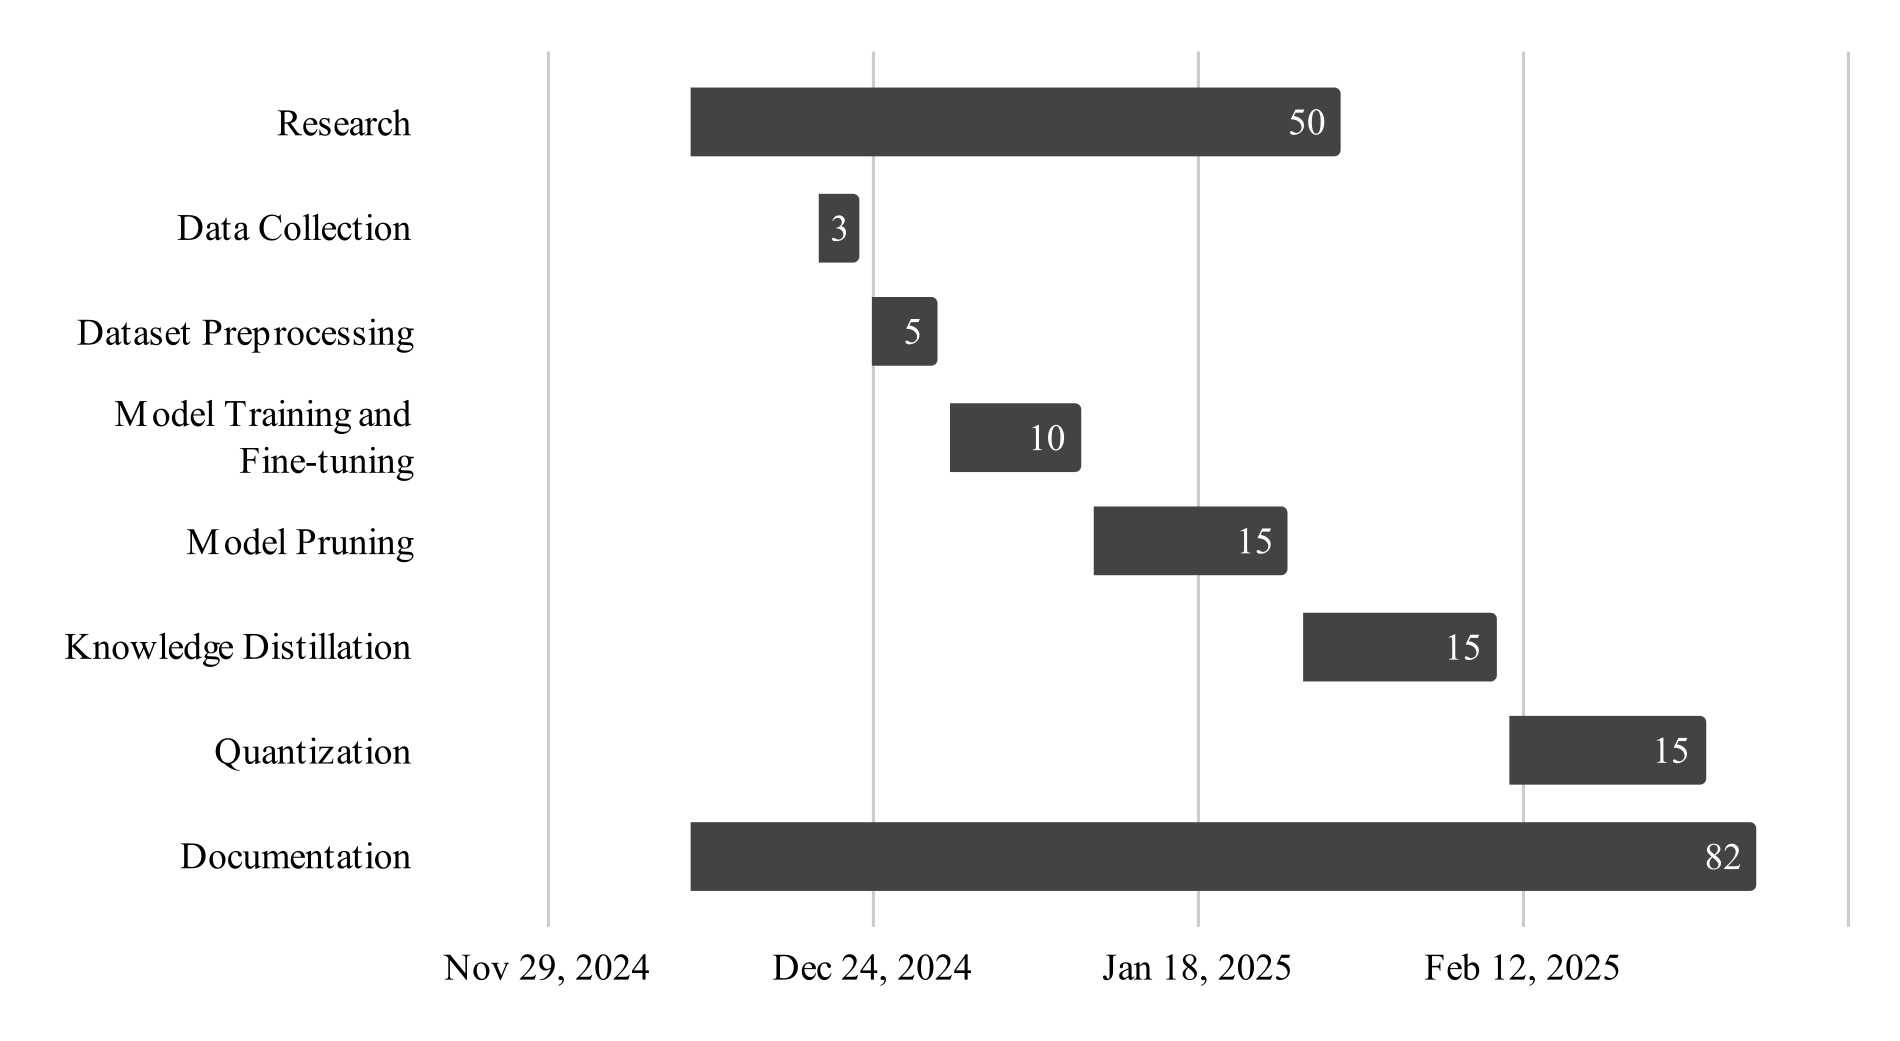 Research
50
Data Collection
3
Dataset Preprocessing
5
Model Training and
Fine-tuning
10
Model Pruning
15
Knowledge Distillation
15
Quantization
15
Documentation
82
Nov 29, 2024
Dec 24, 2024
Jan 18, 2025
Feb 12, 2025